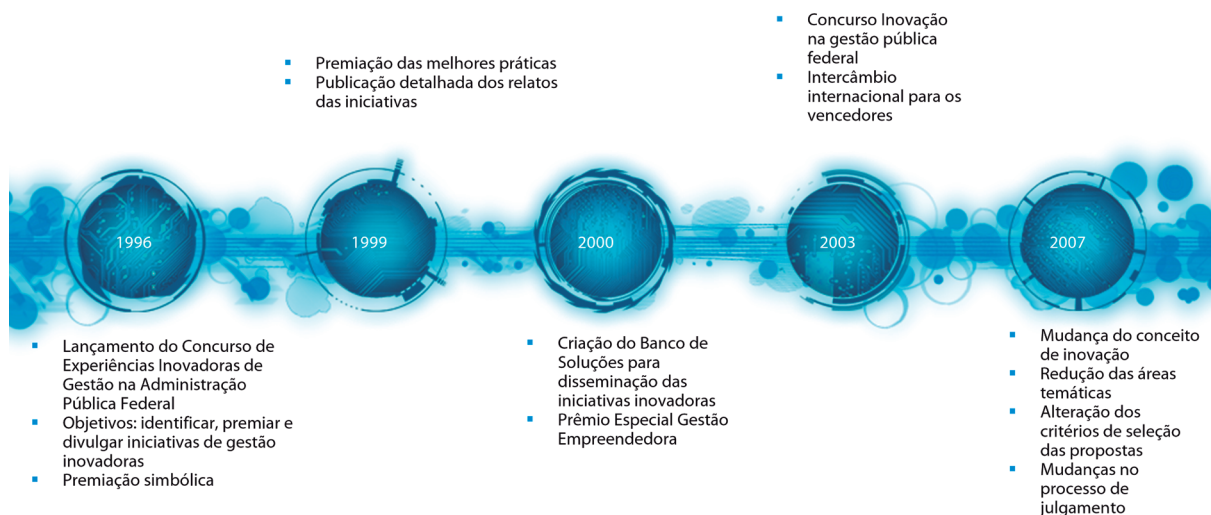 1996
Lançamento do Concurso de
Experiências Inovadoras de
Gestão na Administração
Pública Federal
Objetivos: identificar, premiar e
divulgar iniciativas de gestão
inovadoras
Premiação simbólica
Premiação das melhores práticas
Publicação detalhada dos relatos
das iniciativas
1999
2000
Criação do Banco de
Soluções para
disseminação das
iniciativas inovadoras
Prêmio Especial Gestão
Empreendedora
Concurso Inovação
na gestão pública
federal
Intercâmbio
internacional para os
vencedores
2003
2007
Mudança do conceito
de inovação
Redução das áreas
temáticas
Alteração dos
critérios de seleção
das propostas
Mudanças no
processo de
julgamento